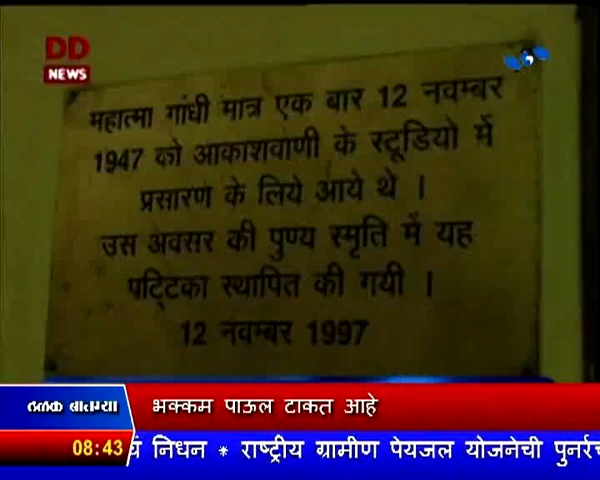 DD
NEWS
महात्मा गांधी मात्र एक बार 12 नवम्बर
1947 को आकाशवाणी के स्टूडियो में
प्रसारण के लिये आये थे ।
उस अवसर की पुण्य स्मृति में यह
पट्टिका स्थापित की गयी ।
12 नवम्बर 1997
ठळक बातम्या
भक्कम पाऊल टाकत आहे
08:43
निधन * राष्ट्रीय ग्रामीण पेयजल योजनेची